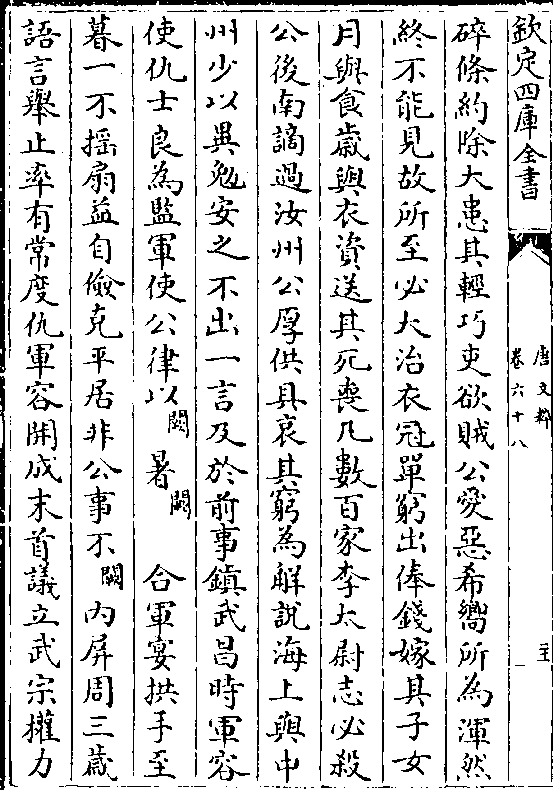 欽定四庫全書
唐文粹
卷六十八
碎條約除大患其輕巧吏欲賊公愛惡希嚮所為渾然
終不能見故所至必大治衣冠單窮出俸錢嫁其子女
月與食歲與衣資送其死喪凡數百家李太尉志必殺
公後南謫過汝州公厚供具哀其窮為解說海上與中
州少以異勉安之不出一言及於前事鎮武昌時軍容
使仇士良為監軍使公律以闕暑闕合軍宴拱手至
暮一不摇扇益自儉克平居非公事不闕内屏周三歲
語言舉止率有常度仇軍容開成末首議立武宗權力